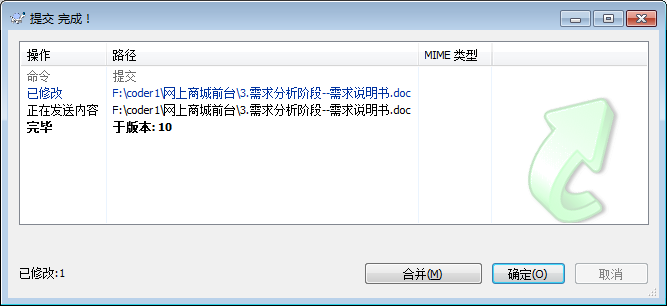 提交 完成！
操作 路径 MIME 类型
命令 提交
已修改 F:\coder1\网上商城前台\3.需求分析阶段--需求说明书.doc
正在发送内容 F:\coder1\网上商城前台\3.需求分析阶段--需求说明书.doc
完毕 于版本: 10
已修改:1
合并(M) 确定(O) 取消